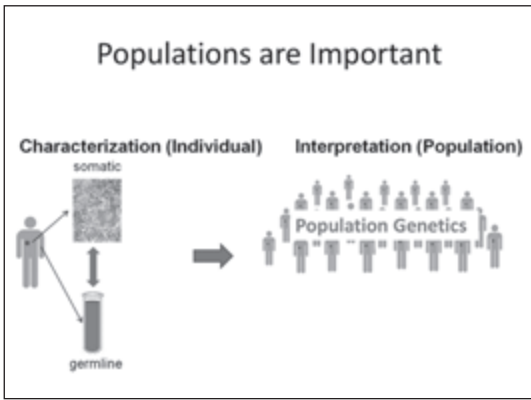 Populations are Important
Characterization (Individual)
somatic
germline
Interpretation (Population)
Population Genetics